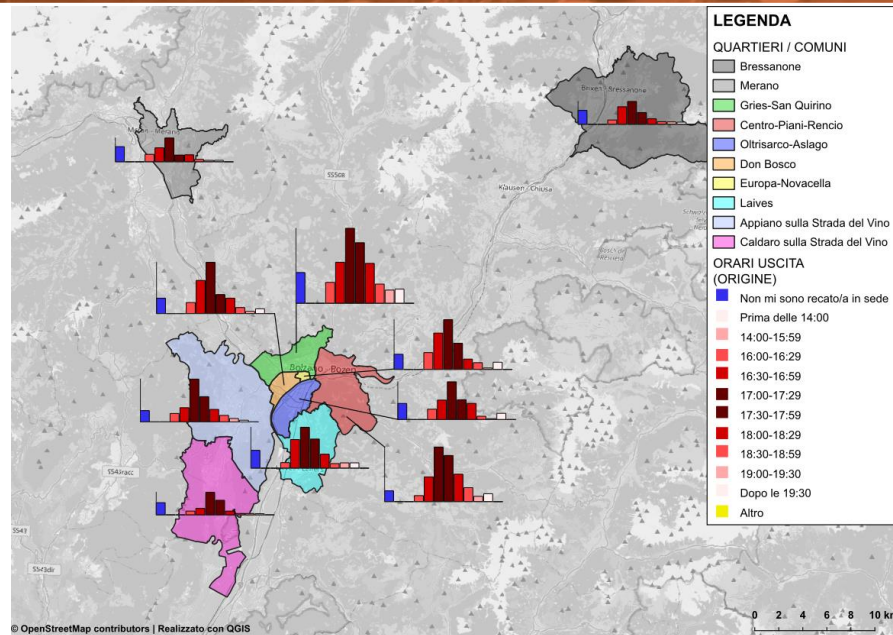 LEGENDA
QUARTIERI / COMUNI
Bressanone
Merano
Gries-San Quirino
Centro-Piani-Rencio
Oltrisarco-Aslago
Don Bosco
Europa-Novacella
Laives
Appiano sulla Strada del Vino
Caldaro sulla Strada del Vino
ORARI USCITA
(ORIGINE)
Non mi sono recato/a in sede
Prima delle 14:00
14:00-15:59
16:00-16:29
16:30-16:59
17:00-17:29
17:30-17:59
18:00-18:29
18:30-18:59
19:00-19:30
Dopo le 19:30
Altro
Brixen - Bressanone
Meran - Merano
SS508
Klausen - Chiusa
Bolzano - Bozen
SS43racc
SS43
SS43dir
0 2 4 6 8 10 km
© OpenStreetMap contributors | Realizzato con QGIS